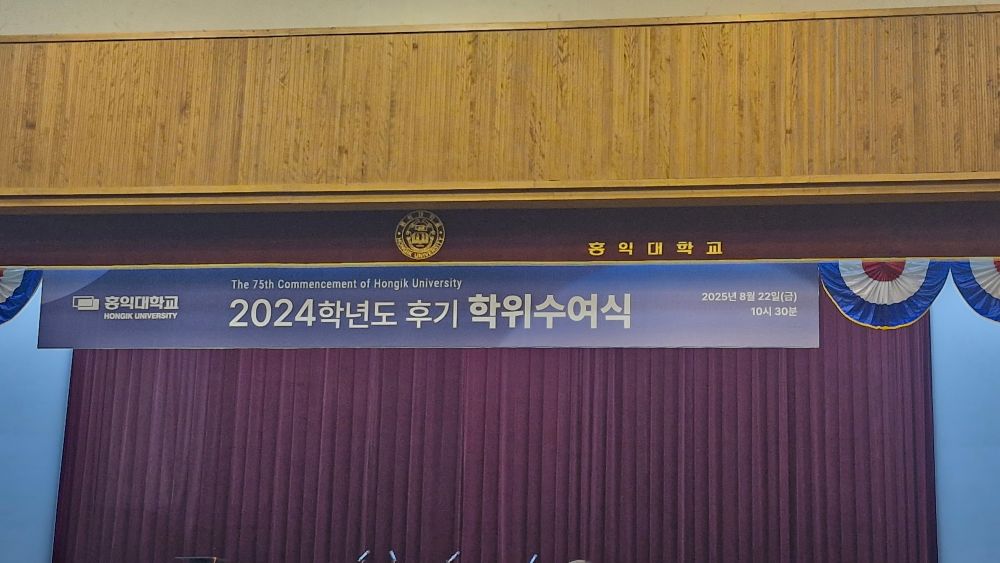 HONGIK UNIVERSITY
홍익대학교
홍익대학교
HONGIK UNIVERSITY
The 75th Commencement of Hongik University
2024학년도 후기 학위수여식
2025년 8월 22일(금)
10시 30분